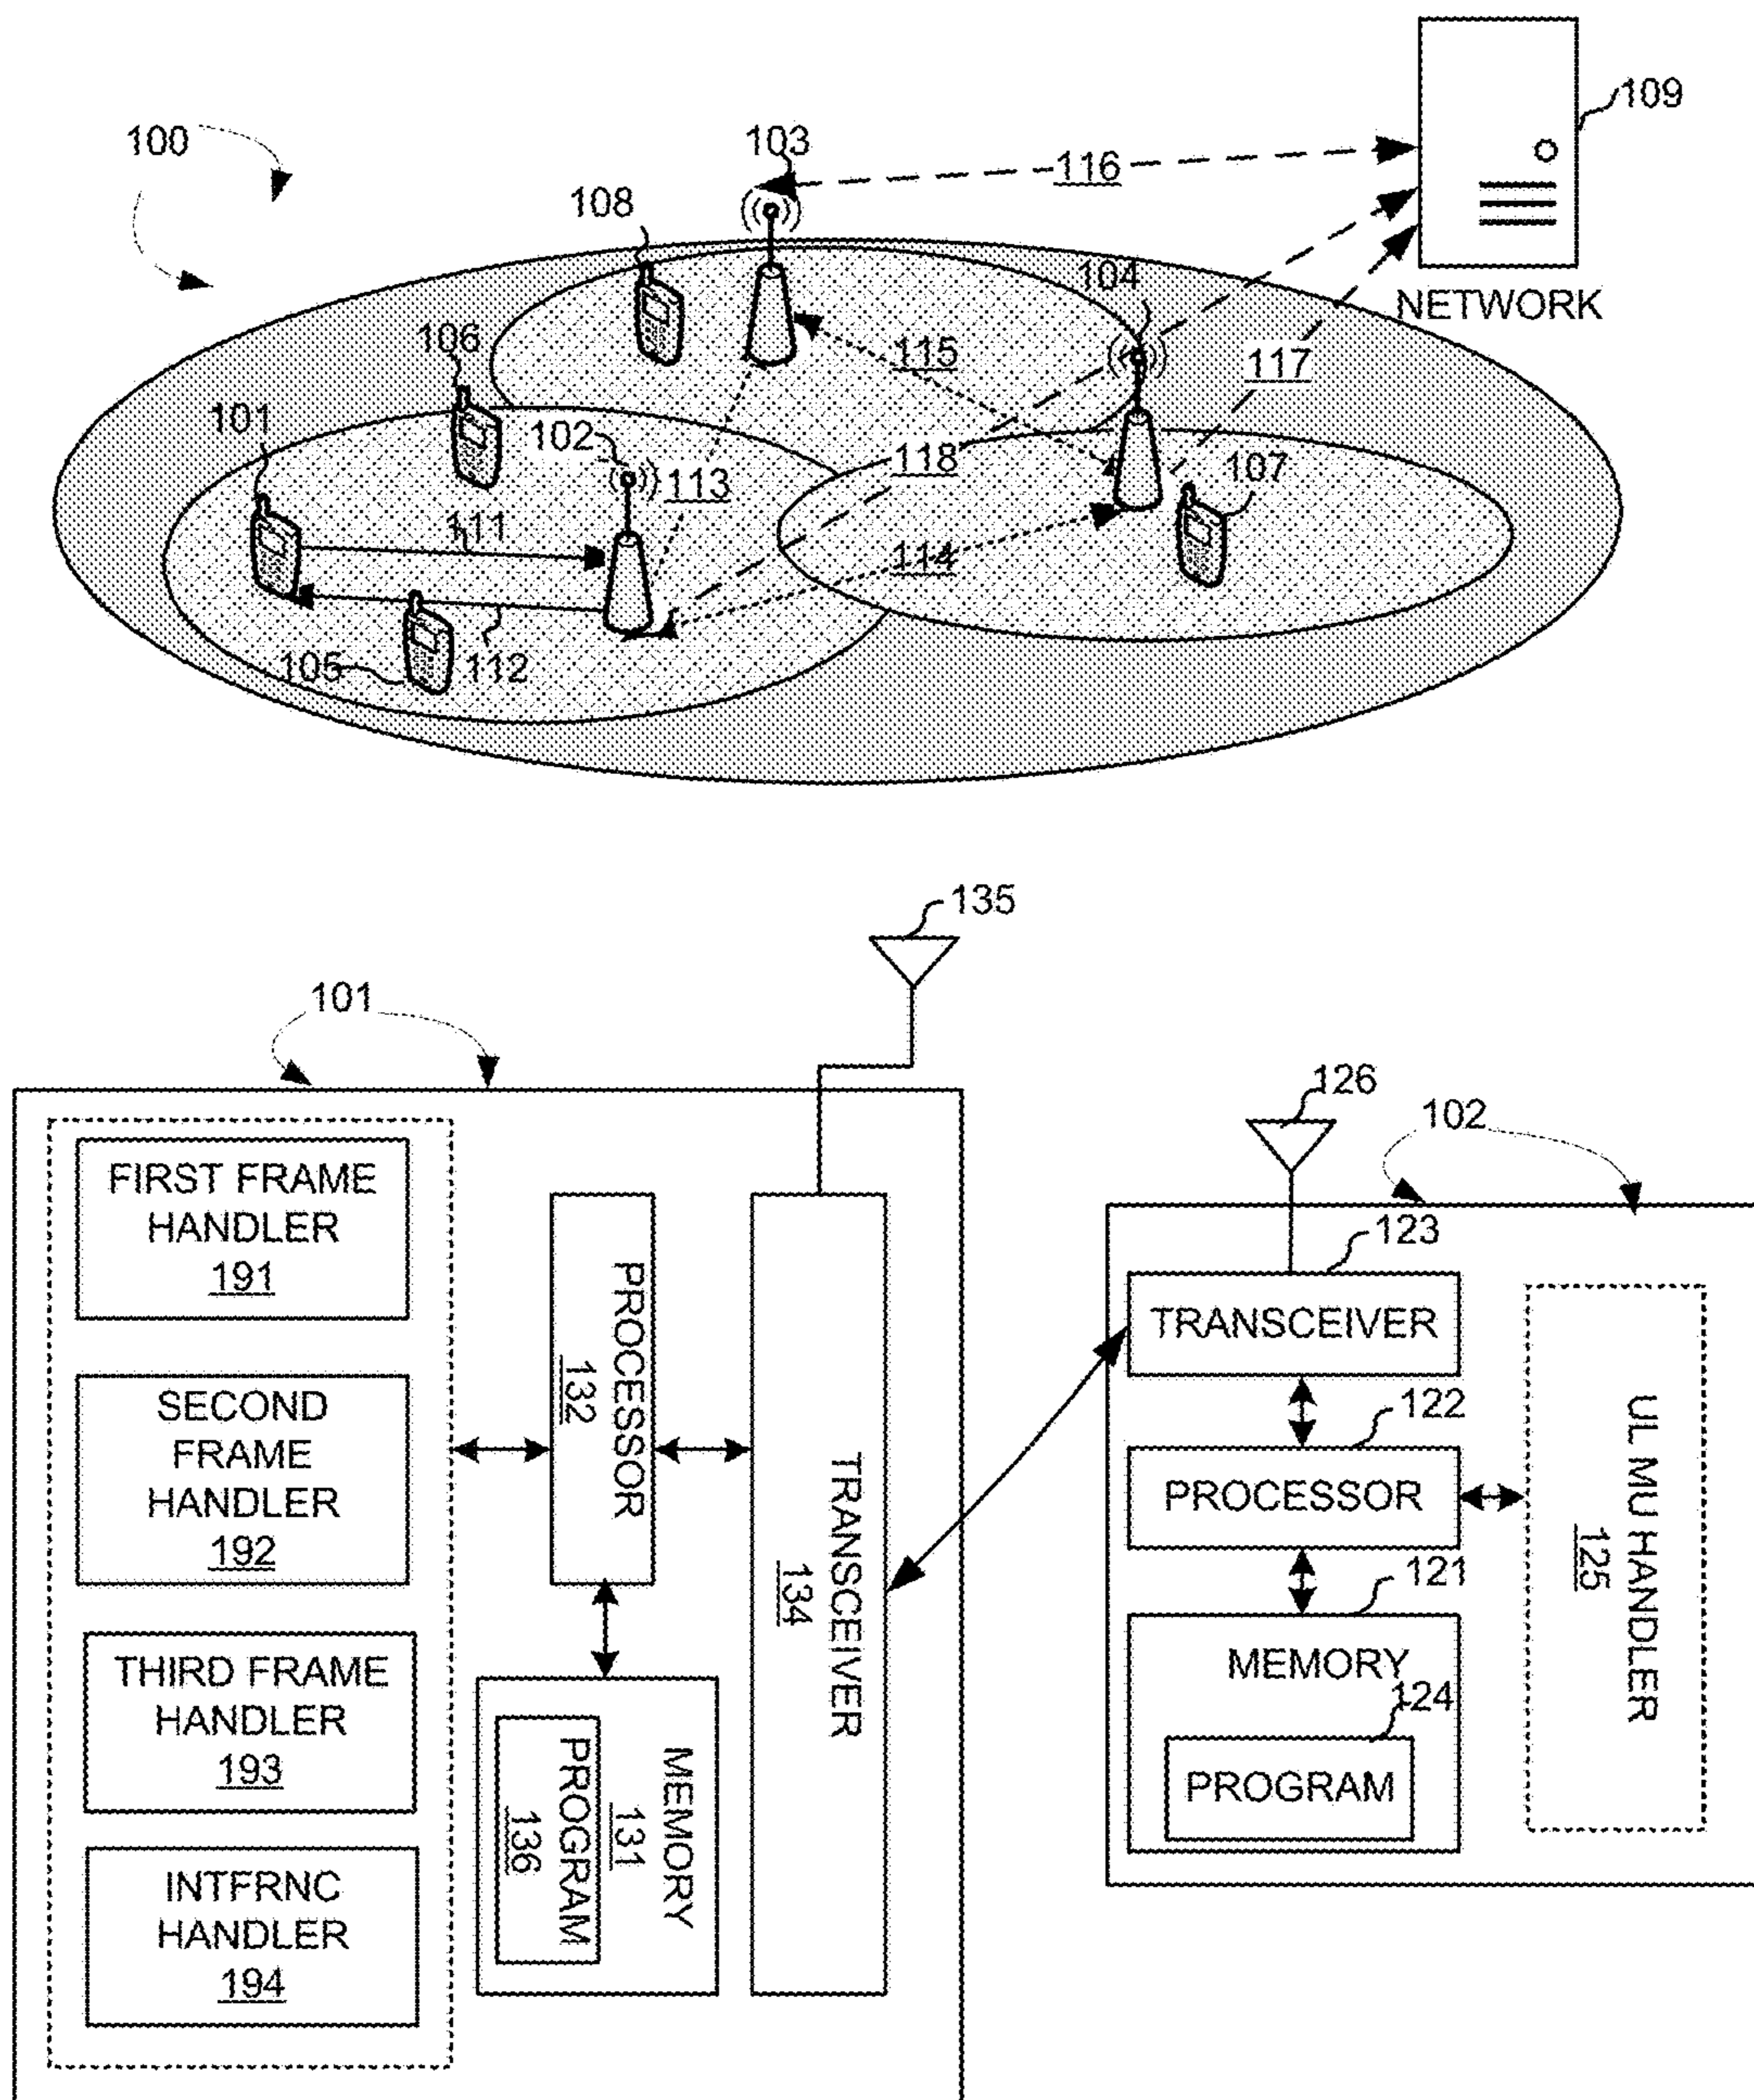 100
103
116
109
108
104
NETWORK
106
115
117
101
102
113
118
111
114
107
105
112
135
101
126
102
FIRST FRAME
HANDLER
191
SECOND
FRAME
HANDLER
192
THIRD FRAME
HANDLER
193
INTFRNC
HANDLER
194
PROCESSOR
132
MEMORY
131
PROGRAM
136
TRANSCEIVER
134
123
TRANSCEIVER
122
PROCESSOR
121
MEMORY
124
PROGRAM
UL MU HANDLER
125